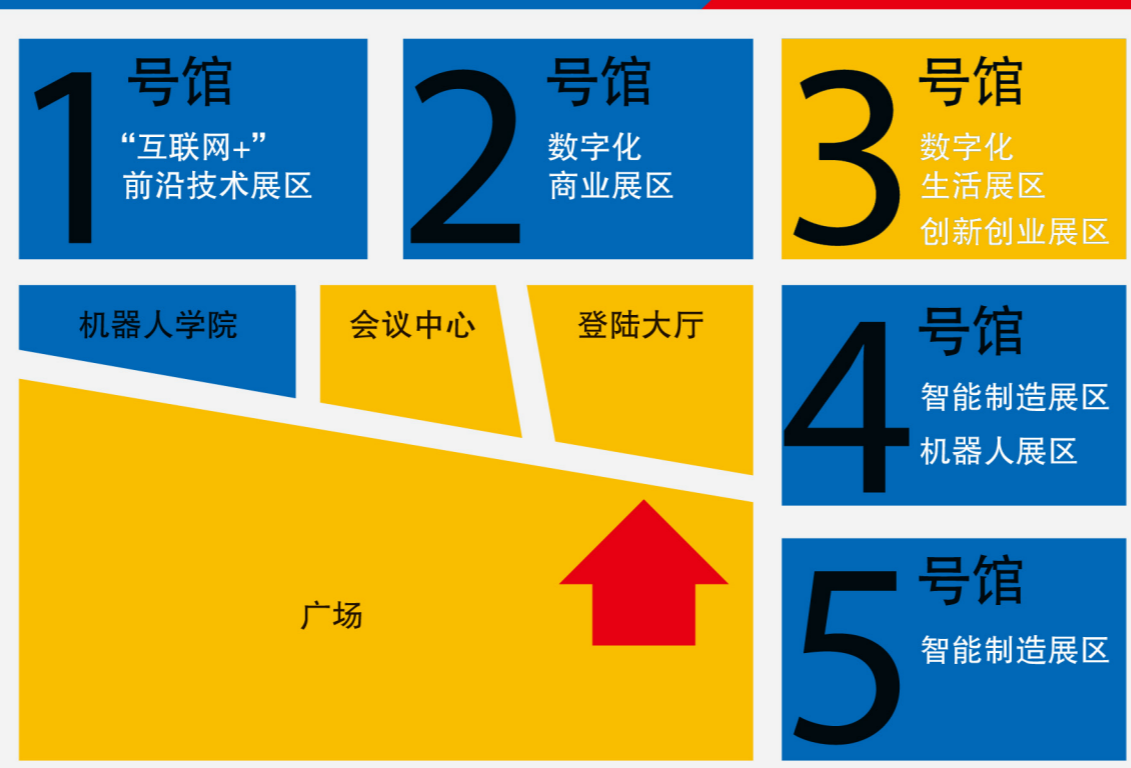 1号馆
“互联网+”
前沿技术展区
2号馆
数字化
商业展区
3号馆
数字化
生活展区
创新创业展区
机器人学院
会议中心
登陆大厅
4号馆
智能制造展区
机器人展区
广场
5号馆
智能制造展区